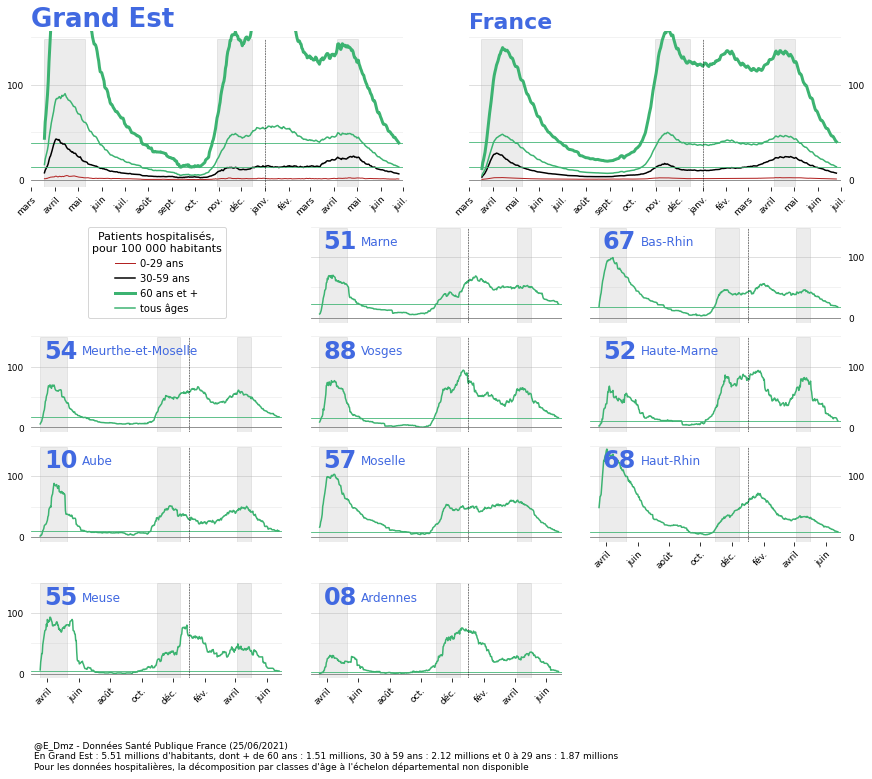 Grand Est
100
0
mars avril mai juin juil. août sept. oct. nov. déc. janv. fév. mars avril mai juin juil.
France
100
0
mars avril mai juin juil. août sept. oct. nov. déc. janv. fév. mars avril mai juin juil.
Patients hospitalisés,
pour 100 000 habitants
0-29 ans
30-59 ans
60 ans et +
tous âges
51 Marne
67 Bas-Rhin
100
0
54 Meurthe-et-Moselle
100
0
88 Vosges
52 Haute-Marne
100
0
10 Aube
100
0
57 Moselle
68 Haut-Rhin
100
0
avril juin août oct. déc. fév. avril juin
55 Meuse
100
0
avril juin août oct. déc. fév. avril juin
08 Ardennes
avril juin août oct. déc. fév. avril juin
@E_Dmz - Données Santé Publique France (25/06/2021)
En Grand Est : 5.51 millions d'habitants, dont + de 60 ans : 1.51 millions, 30 à 59 ans : 2.12 millions et 0 à 29 ans : 1.87 millions
Pour les données hospitalières, la décomposition par classes d'âge à l'échelon départemental non disponible